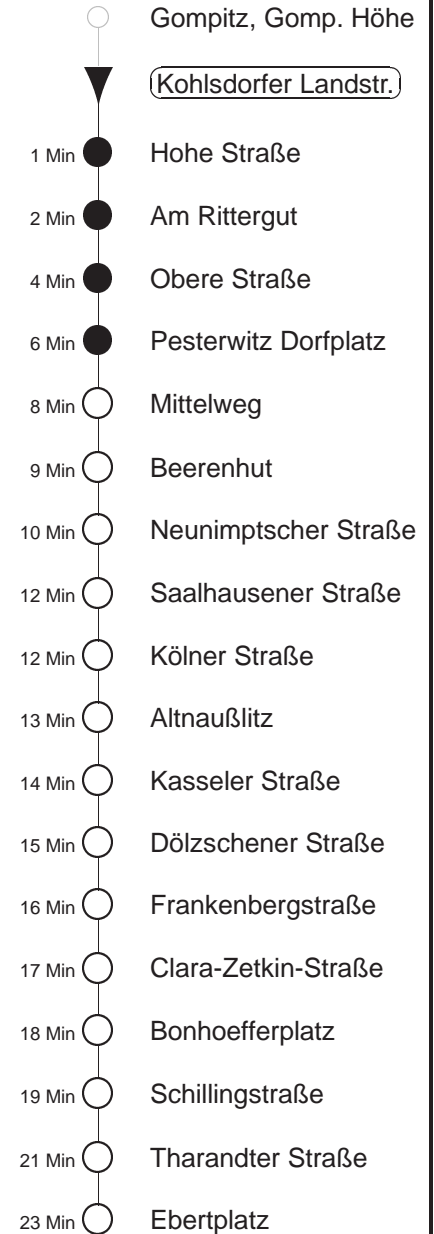 Gompitz, Gomp. Höhe
Kohlsdorfer Landstr.
1 Min Hohe Straße
2 Min Am Rittergut
4 Min Obere Straße
6 Min Pesterwitz Dorfplatz
8 Min Mittelweg
9 Min Beerenhut
10 Min Neunimptscher Straße
12 Min Saalhausener Straße
12 Min Kölner Straße
13 Min Altnaußlitz
14 Min Kasseler Straße
15 Min Dölzschener Straße
16 Min Frankenbergstraße
17 Min Clara-Zetkin-Straße
18 Min Bonhoefferplatz
19 Min Schillingstraße
21 Min Tharandter Straße
23 Min Ebertplatz